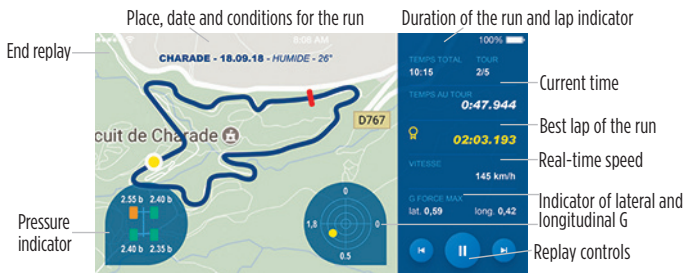 Place, date and conditions for the run
Duration of the run and lap indicator
End replay
8:08 AM
100%
CHARADE - 18.09.18 - HUMIDE - 26°
TEMPS TOTAL TOUR
10:15 2/5
Current time
TEMPS AU TOUR
0:47.944
D767
cuit de Charade
Best lap of the run
02:03.193
Real-time speed
VITESSE
145 km/h
Indicator of lateral and
longitudinal G
G FORCE MAX
lat. 0,59 long. 0,42
2.55 b 2.40 b
2.40 b 2.35 b
0
1,8 0
0.5
Pressure
indicator
Replay controls